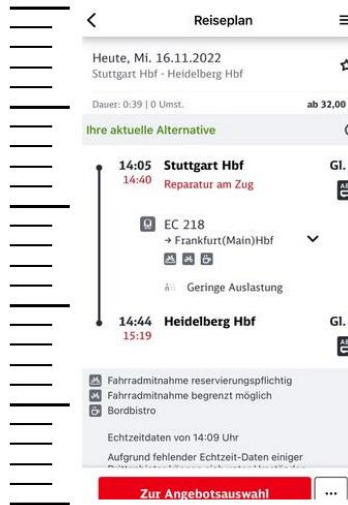 Reiseplan
Heute, Mi. 16.11.2022
Stuttgart Hbf - Heidelberg Hbf
Dauer: 0:39 | 0 Umst. ab 32,00
Ihre aktuelle Alternative
14:05 Stuttgart Hbf Gl.
14:40 Reparatur am Zug
EC 218
→ Frankfurt(Main)Hbf
Geringe Auslastung
14:44 Heidelberg Hbf Gl.
15:19
Fahrradmitnahme reservierungspflichtig
Fahrradmitnahme begrenzt möglich
Bordbistro
Echtzeitdaten von 14:09 Uhr
Aufgrund fehlender Echtzeit-Daten einiger
Zur Angebotsauswahl ...